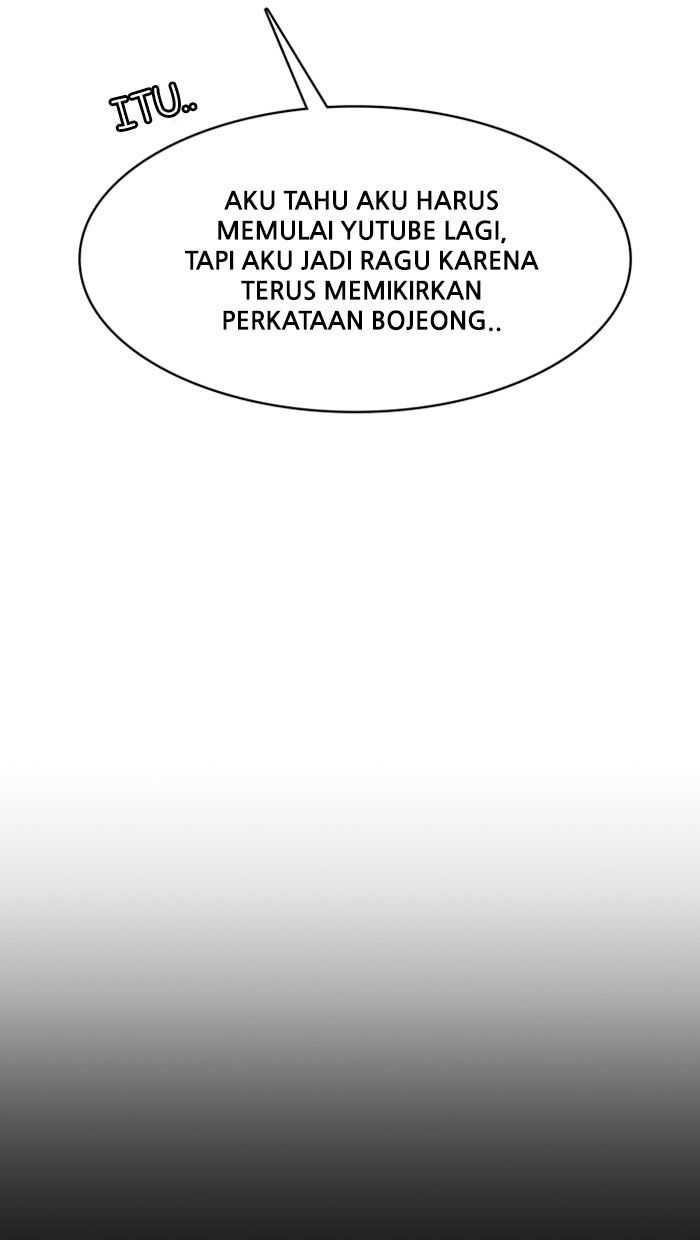 ITU..
AKU TAHU AKU HARUS
MEMULAI YUTUBE LAGI,
TAPI AKU JADI RAGU KARENA
TERUS MEMIKIRKAN
PERKATAAN BOJEONG..